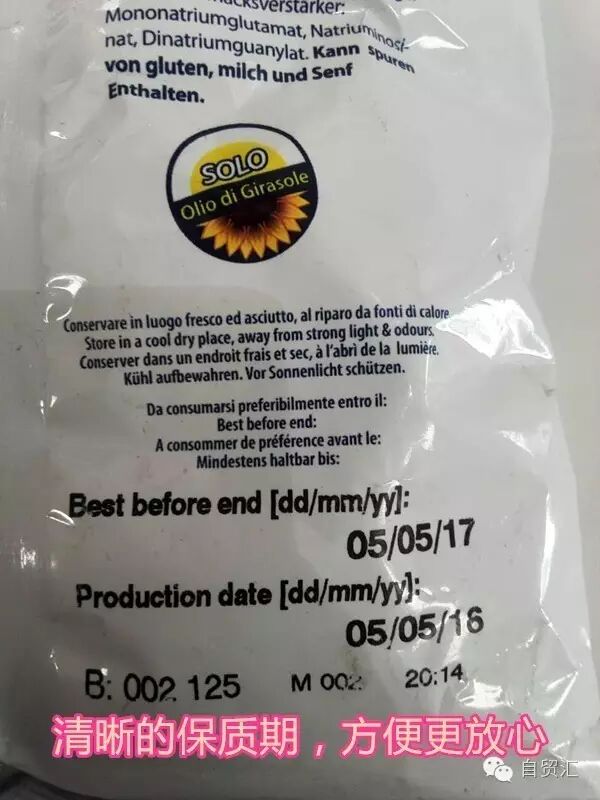 cksverstärker:
Mononatriumglutamat, Natriuminosi-
nat, Dinatriumguanylat. Kann spuren
von gluten, milch und Senf
Enthalten.
SOLO
Olio di Girasole
Conservare in luogo fresco ed asciutto, al riparo da fonti di calore.
Store in a cool dry place, away from strong light & odours.
Conserver dans un endroit frais et sec, à l'abri de la lumière.
Kühl aufbewahren. Vor Sonnenlicht schützen.
Da consumarsi preferibilmente entro il:
Best before end:
A consommer de préférence avant le:
Mindestens haltbar bis:
Best before end [dd/mm/yy]:
05/05/17
Production date [dd/mm/yy]:
05/05/16
B: 002 125 M 002 20:14
清晰的保质期，方便更放心
自贸汇